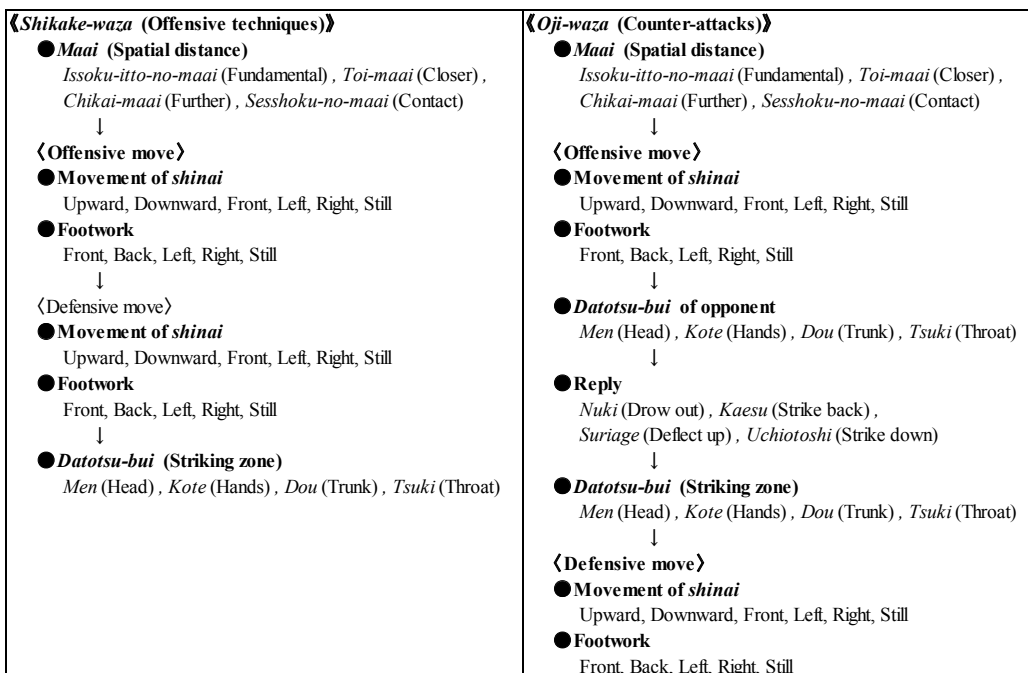 《Shikake-waza (Offensive techniques)》
●Maai (Spatial distance)
Issoku-itto-no-maai (Fundamental) , Toi-maai (Closer) ,
Chikai-maai (Further) , Sesshoku-no-maai (Contact)
↓
〈Offensive move〉
●Movement of shinai
Upward, Downward, Front, Left, Right, Still
●Footwork
Front, Back, Left, Right, Still
↓
〈Defensive move〉
●Movement of shinai
Upward, Downward, Front, Left, Right, Still
●Footwork
Front, Back, Left, Right, Still
↓
●Datotsu-bui (Striking zone)
Men (Head) , Kote (Hands) , Dou (Trunk) , Tsuki (Throat)
《Oji-waza (Counter-attacks)》
●Maai (Spatial distance)
Issoku-itto-no-maai (Fundamental) , Toi-maai (Closer) ,
Chikai-maai (Further) , Sesshoku-no-maai (Contact)
↓
〈Offensive move〉
●Movement of shinai
Upward, Downward, Front, Left, Right, Still
●Footwork
Front, Back, Left, Right, Still
↓
●Datotsu-bui of opponent
Men (Head) , Kote (Hands) , Dou (Trunk) , Tsuki (Throat)
↓
●Reply
Nuki (Drow out) , Kaesu (Strike back) ,
Suriage (Deflect up) , Uchiotoshi (Strike down)
↓
●Datotsu-bui (Striking zone)
Men (Head) , Kote (Hands) , Dou (Trunk) , Tsuki (Throat)
↓
〈Defensive move〉
●Movement of shinai
Upward, Downward, Front, Left, Right, Still
●Footwork
Front, Back, Left, Right, Still